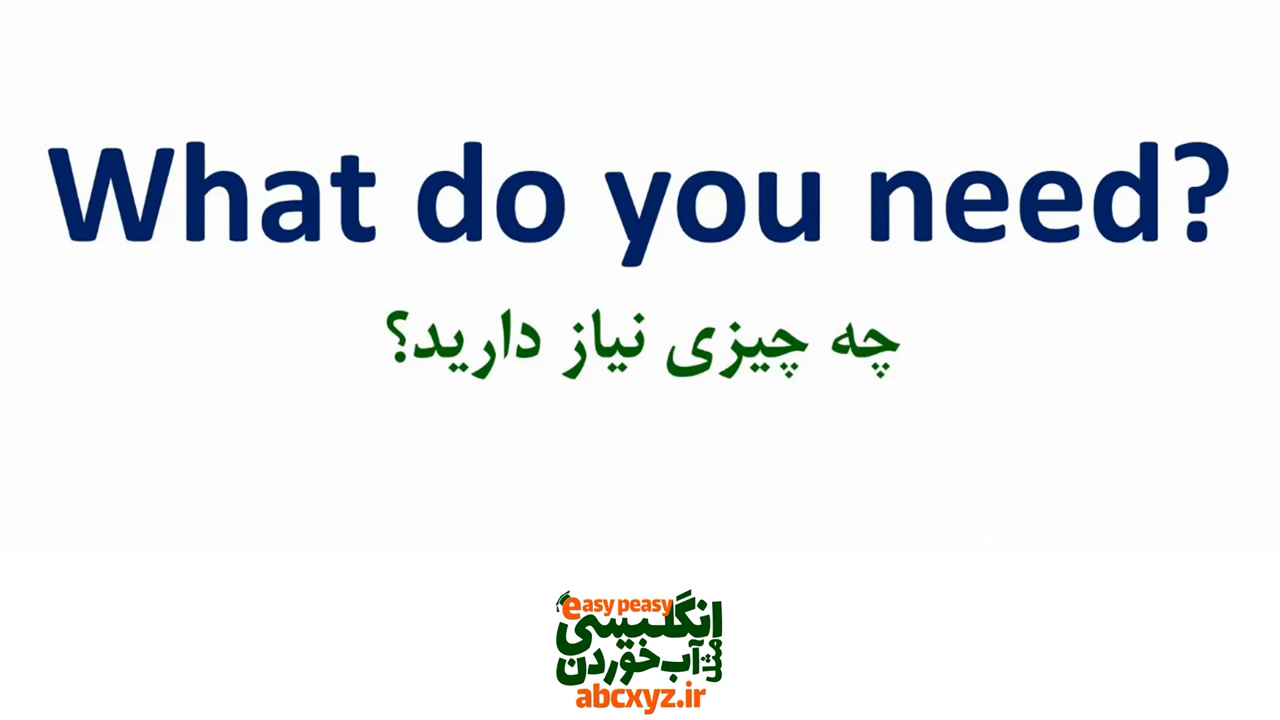 What do you need?
چه چیزی نیاز دارید؟
easy peasy
انگلیسی
مثل آب خوردن
abcxyz.ir